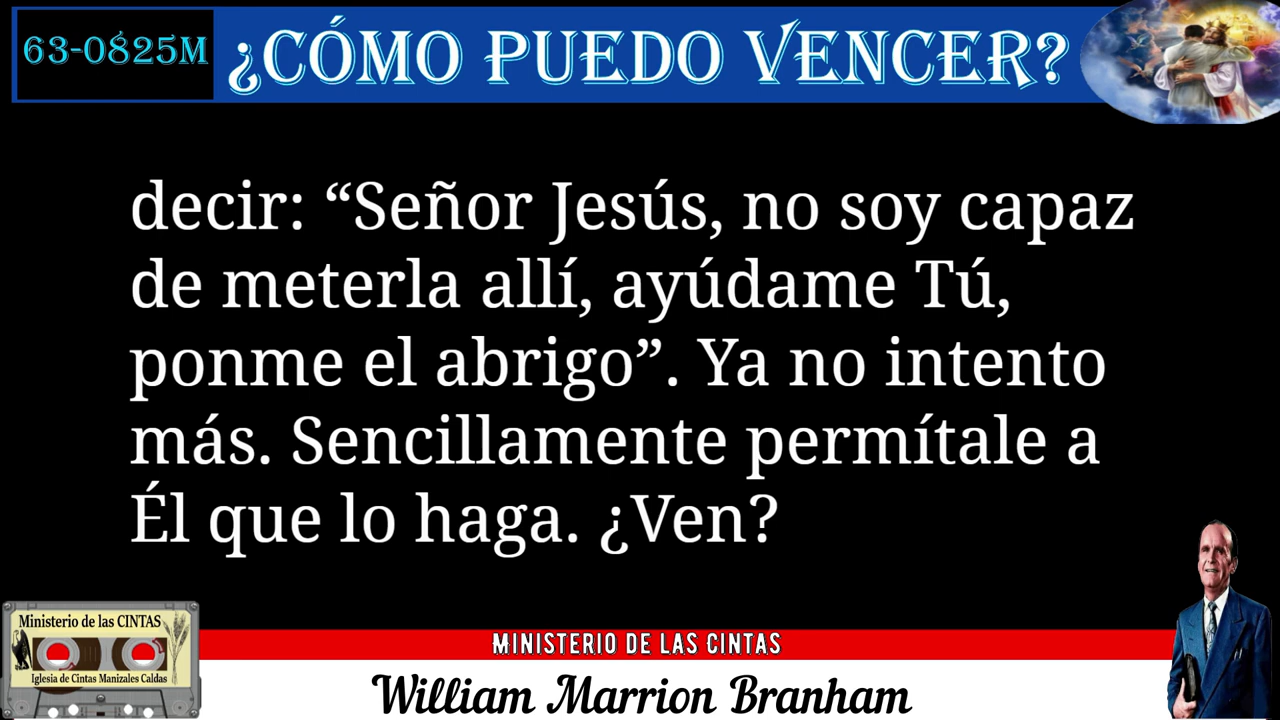 63-0825M
¿CÓMO PUEDO VENCER?
decir: “Señor Jesús, no soy capaz
de meterla allí, ayúdame Tú,
ponme el abrigo”. Ya no intento
más. Sencillamente permítale a
Él que lo haga. ¿Ven?
Ministerio de las CINTAS
Iglesia de Cintas Manizales Caldas
MINISTERIO DE LAS CINTAS
William Marrion Branham